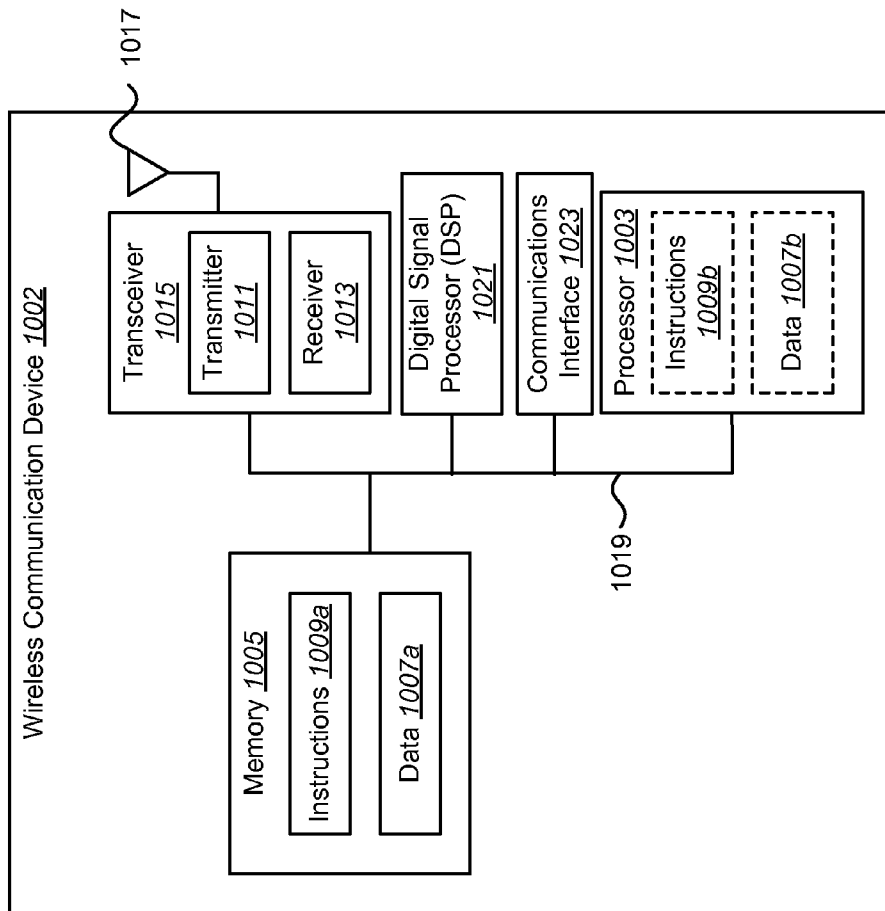 Wireless Communication Device 1002
1017
Transceiver
1015
Transmitter
1011
Receiver
1013
Memory 1005
Instructions 1009a
Data 1007a
Digital Signal
Processor (DSP)
1021
Communications
Interface 1023
Processor 1003
Instructions
1009b
Data 1007b
1019